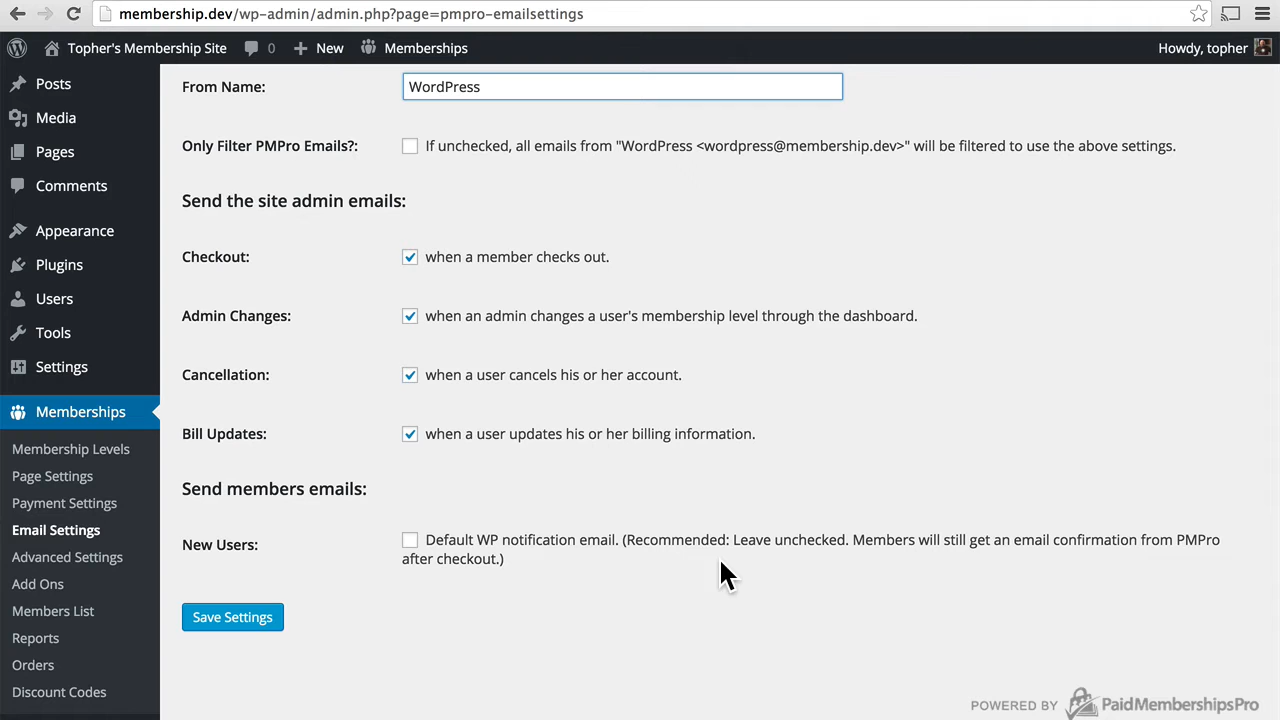 membership.dev/wp-admin/admin.php?page=pmpro-emailsettings
Topher's Membership Site 0 New Memberships Howdy, topher
Posts
Media
Pages
Comments
Appearance
Plugins
Users
Tools
Settings
Memberships
Membership Levels
Page Settings
Payment Settings
Email Settings
Advanced Settings
Add Ons
Members List
Reports
Orders
Discount Codes
From Name: WordPress
Only Filter PMPro Emails?: If unchecked, all emails from "WordPress <wordpress@membership.dev>" will be filtered to use the above settings.
Send the site admin emails:
Checkout: when a member checks out.
Admin Changes: when an admin changes a user's membership level through the dashboard.
Cancellation: when a user cancels his or her account.
Bill Updates: when a user updates his or her billing information.
Send members emails:
New Users: Default WP notification email. (Recommended: Leave unchecked. Members will still get an email confirmation from PMPro
after checkout.)
Save Settings
POWERED BY PaidMembershipsPro